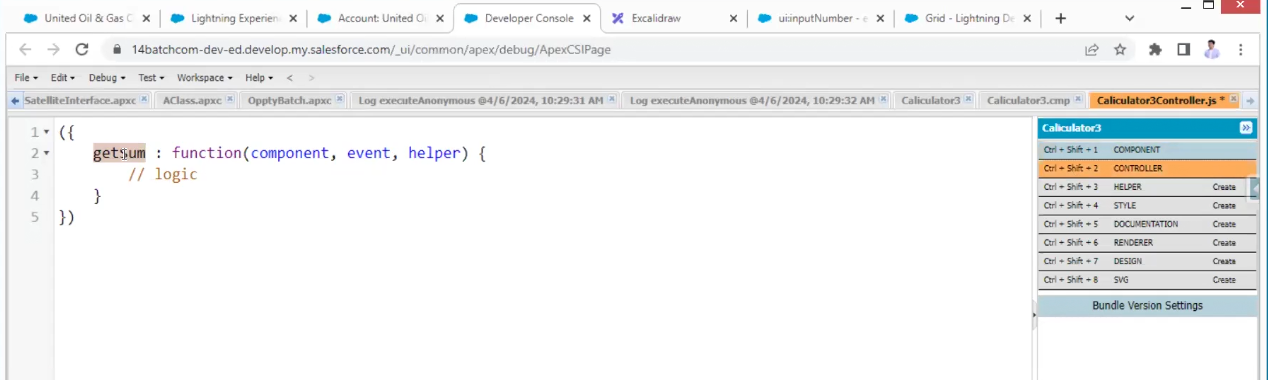 United Oil & Gas C
Lightning Experien
Account: United Oi
Developer Console
Excalidraw
ui:inputNumber - e
Grid - Lightning De
14batchcom-dev-ed.develop.my.salesforce.com/_ui/common/apex/debug/ApexCSIPage
File Edit Debug Test Workspace Help < >
SatelliteInterface.apxc AClass.apxc OpptyBatch.apxc Log executeAnonymous @4/6/2024, 10:29:31 AM Log executeAnonymous @4/6/2024, 10:29:32 AM Caliculator3 Caliculator3.cmp Caliculator3Controller.js *
1 ({
2 getsum : function(component, event, helper) {
3 // logic
4 }
5 })
Caliculator3
Ctrl + Shift + 1 COMPONENT
Ctrl + Shift + 2 CONTROLLER
Ctrl + Shift + 3 HELPER Create
Ctrl + Shift + 4 STYLE Create
Ctrl + Shift + 5 DOCUMENTATION Create
Ctrl + Shift + 6 RENDERER Create
Ctrl + Shift + 7 DESIGN Create
Ctrl + Shift + 8 SVG Create
Bundle Version Settings